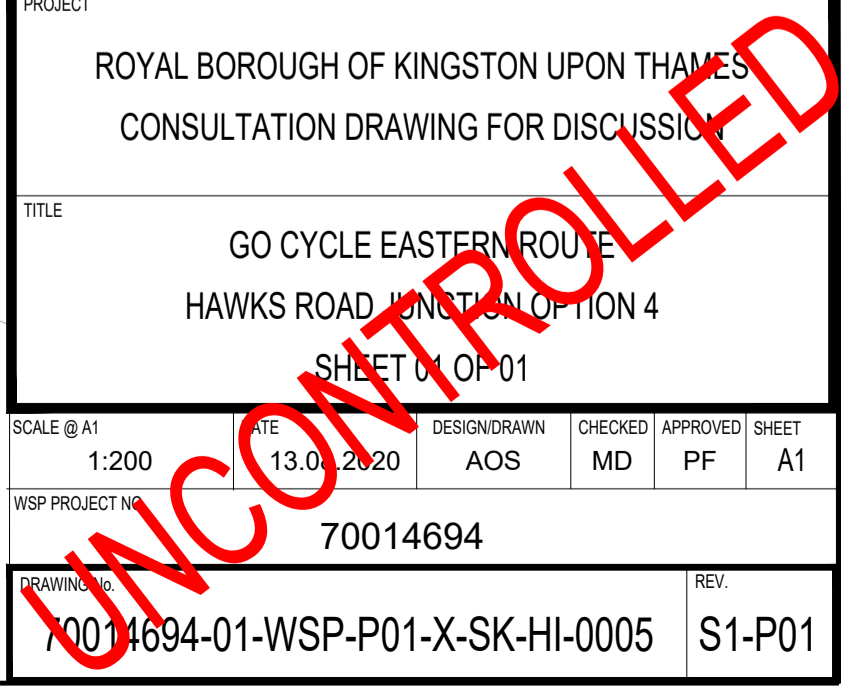 PROJECT
ROYAL BOROUGH OF KINGSTON UPON THAMES
CONSULTATION DRAWING FOR DISCUSSION
TITLE
GO CYCLE EASTERN ROUTE
HAWKS ROAD JUNCTION OPTION 4
SHEET 01 OF 01
SCALE @ A1
1:200
DATE
DESIGN/DRAWN
AOS
CHECKED
MD
APPROVED
PF
SHEET
A1
WSP PROJECT No.
70014694
DRAWING No.
70014694-01-WSP-P01-X-SK-HI-0005
REV.
S1-P01
UNCONTROLLED